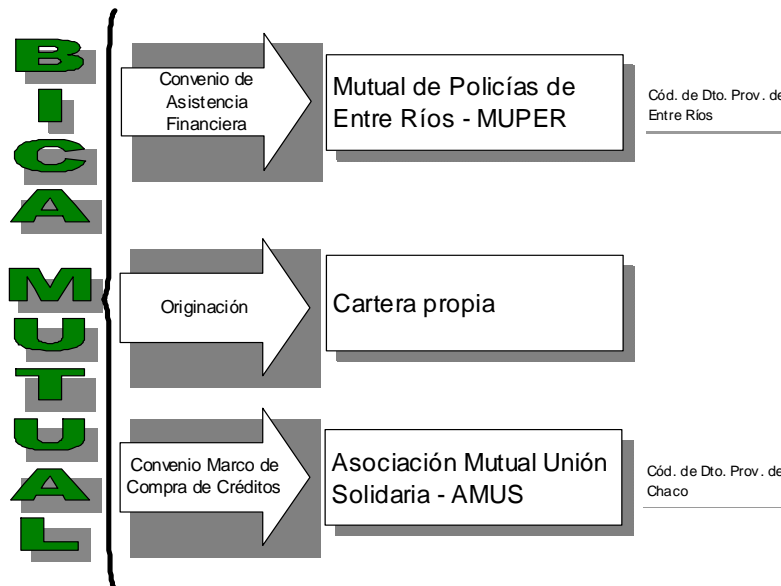 BICA MUTUAL
Convenio de
Asistencia
Financiera
Mutual de Policías de
Entre Ríos - MUPER
Cód. de Dto. Prov. de
Entre Ríos
Originación
Cartera propia
Convenio Marco de
Compra de Créditos
Asociación Mutual Unión
Solidaria - AMUS
Cód. de Dto. Prov. de
Chaco